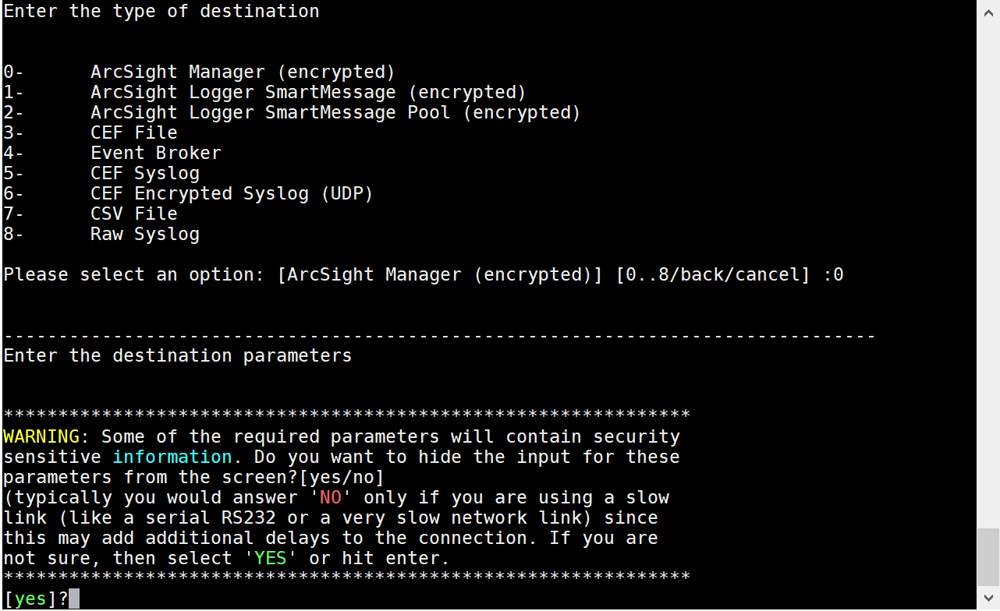 Enter the type of destination
0-      ArcSight Manager (encrypted)
1-      ArcSight Logger SmartMessage (encrypted)
2-      ArcSight Logger SmartMessage Pool (encrypted)
3-      CEF File
4-      Event Broker
5-      CEF Syslog
6-      CEF Encrypted Syslog (UDP)
7-      CSV File
8-      Raw Syslog
Please select an option: [ArcSight Manager (encrypted)] [0..8/back/cancel] :0
--------------------------------------------------------------------------------
Enter the destination parameters
***************************************************************
WARNING: Some of the required parameters will contain security
sensitive information. Do you want to hide the input for these
parameters from the screen?[yes/no]
(typically you would answer 'NO' only if you are using a slow
link (like a serial RS232 or a very slow network link) since
this may add additional delays to the connection. If you are
not sure, then select 'YES' or hit enter.
***************************************************************
[yes]?